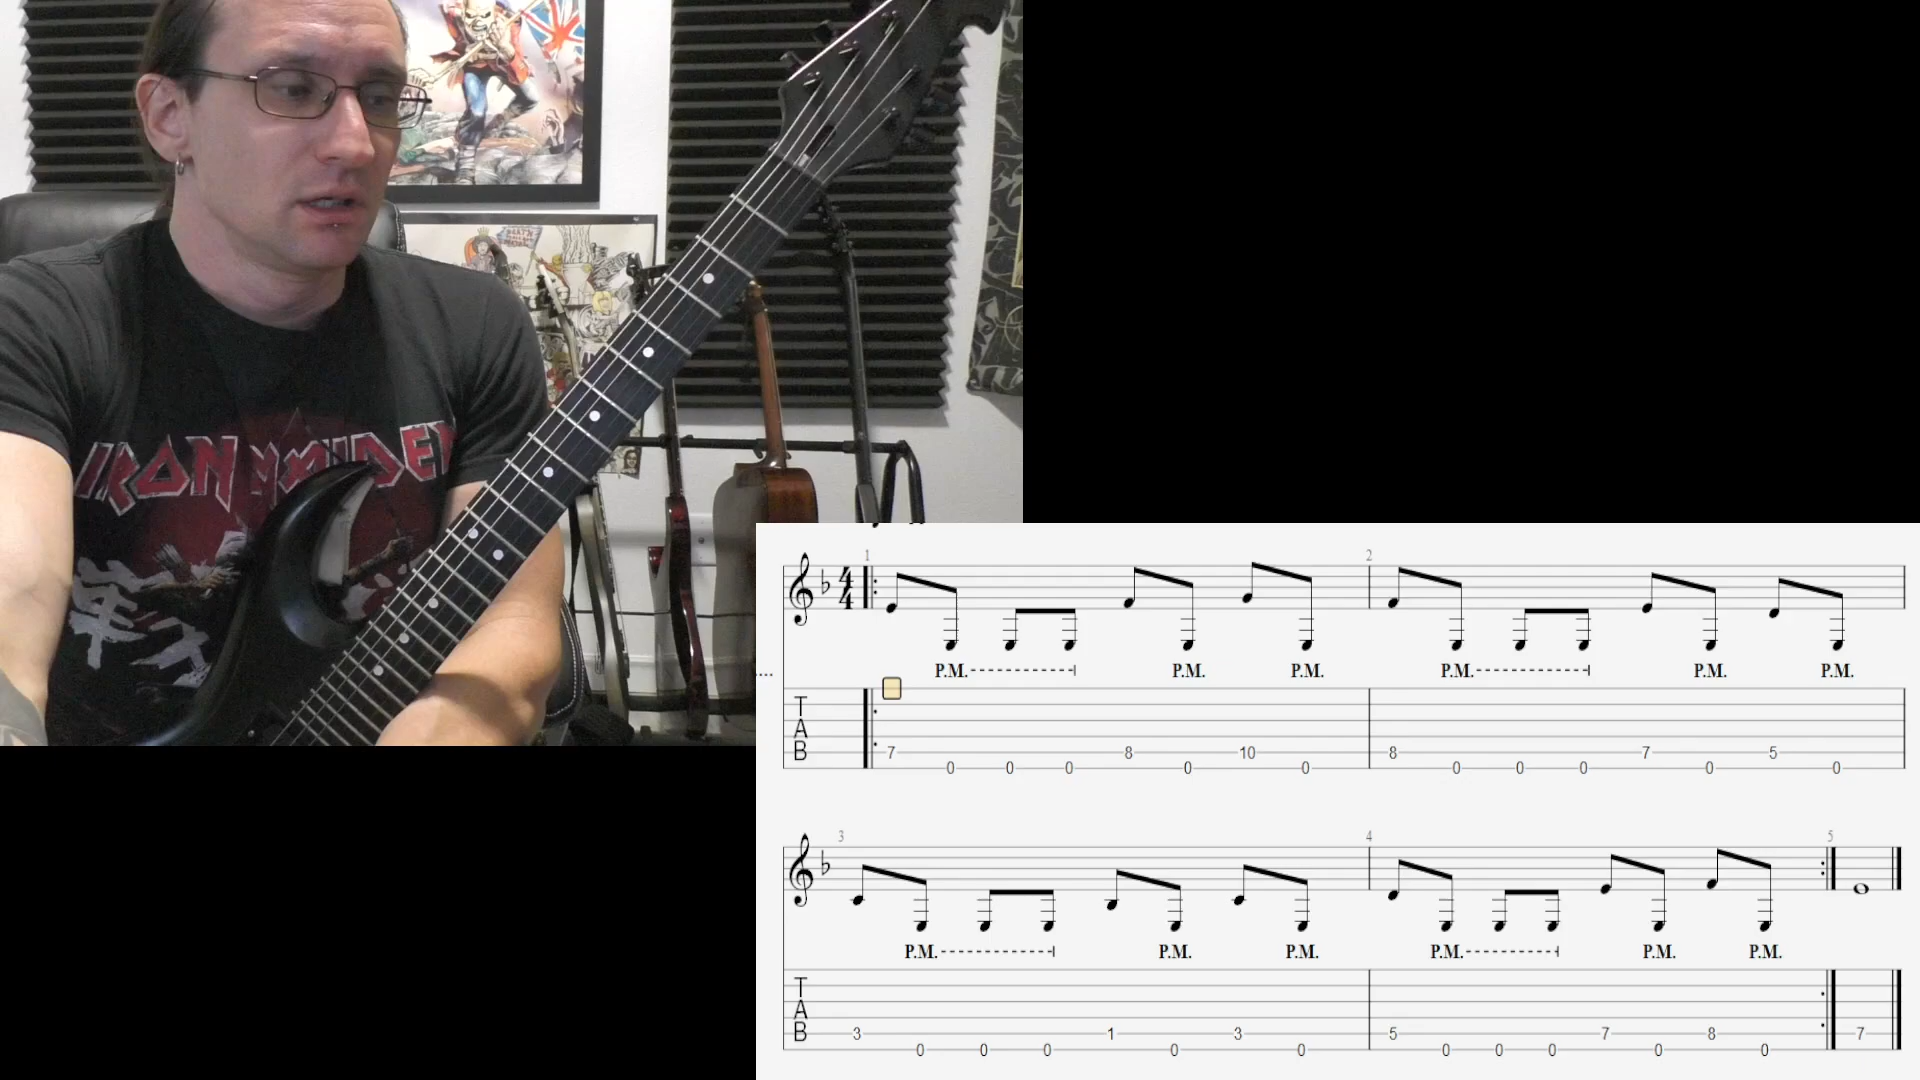 IRON MAIDEN
1 2
4
4
P.M. P.M. P.M. P.M. P.M. P.M.
T
A
B
7 8 10 8 7 5
0 0 0 0 0 0 0 0 0 0
3 4 5
P.M. P.M. P.M. P.M. P.M. P.M.
T
A
B
3 1 3 5 7 8 7
0 0 0 0 0 0 0 0 0 0